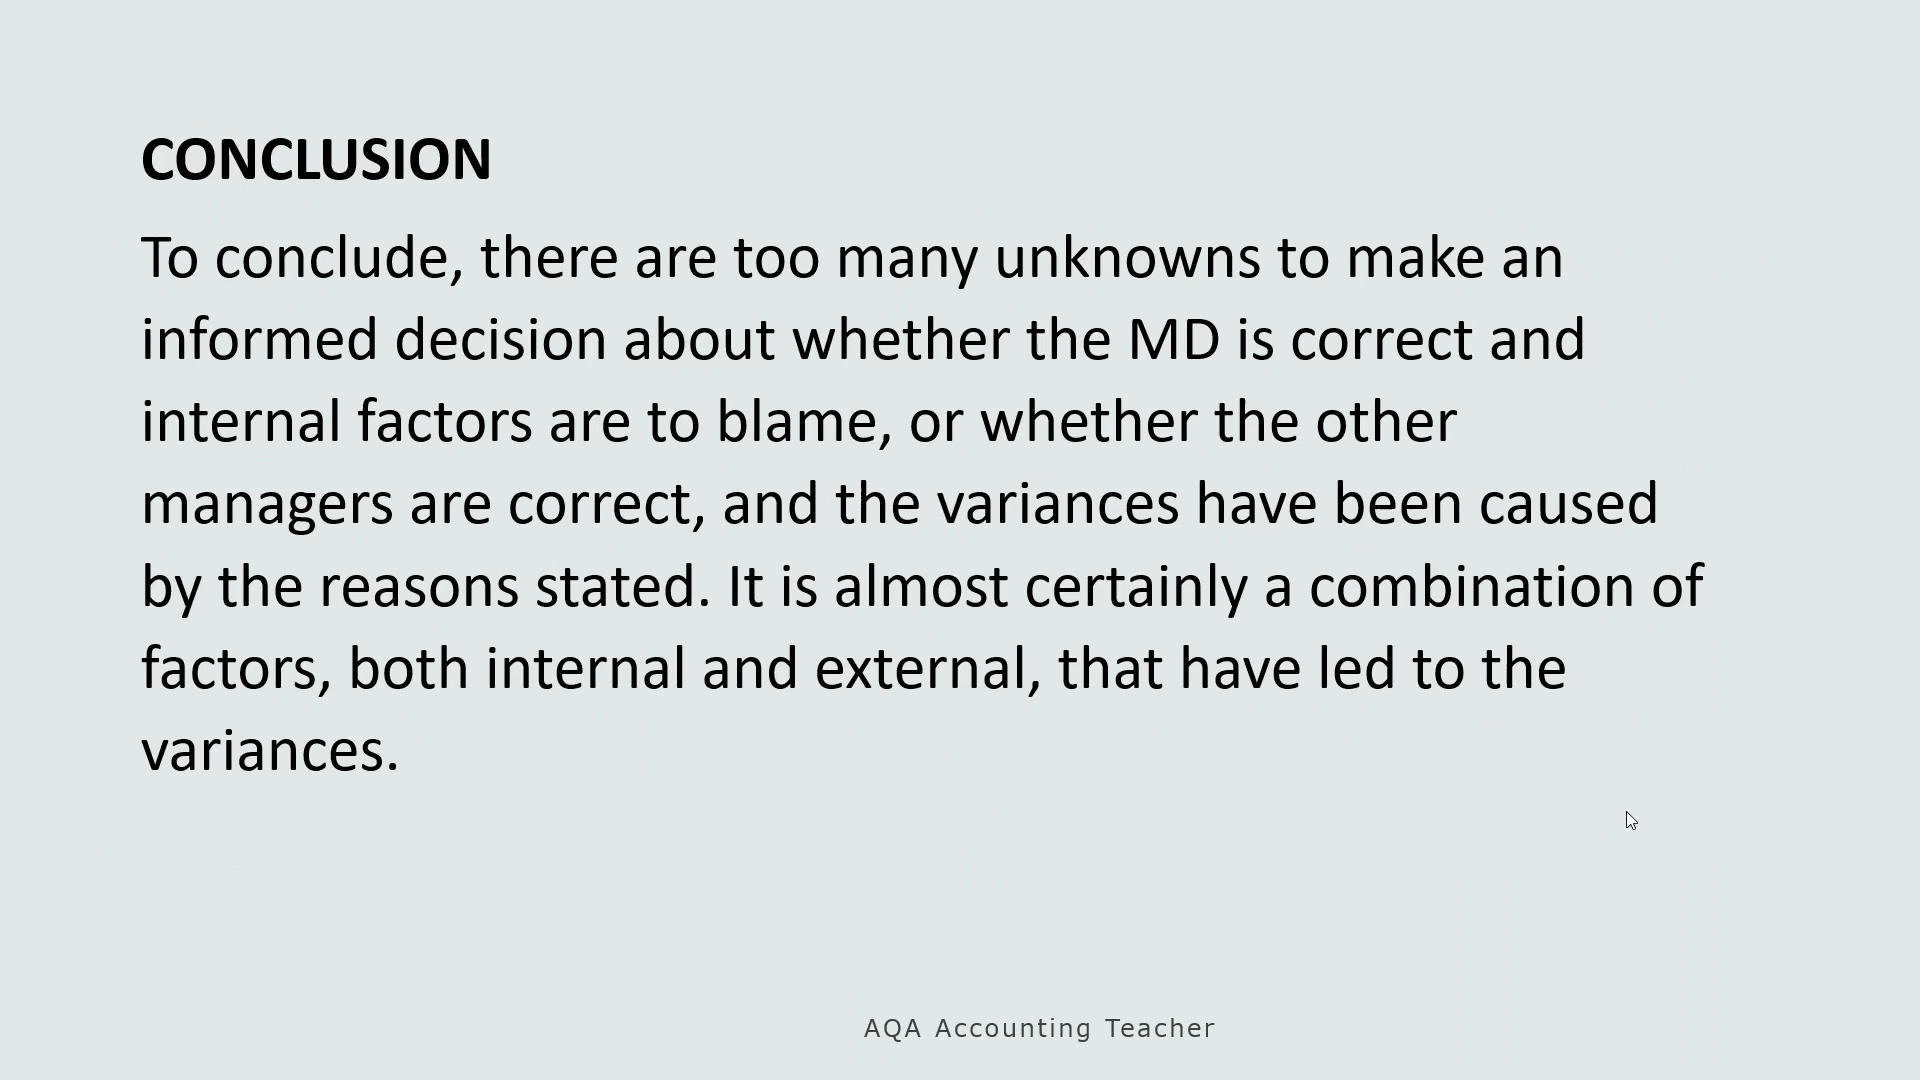 CONCLUSION
To conclude, there are too many unknowns to make an
informed decision about whether the MD is correct and
internal factors are to blame, or whether the other
managers are correct, and the variances have been caused
by the reasons stated. It is almost certainly a combination of
factors, both internal and external, that have led to the
variances.
AQA Accounting Teacher